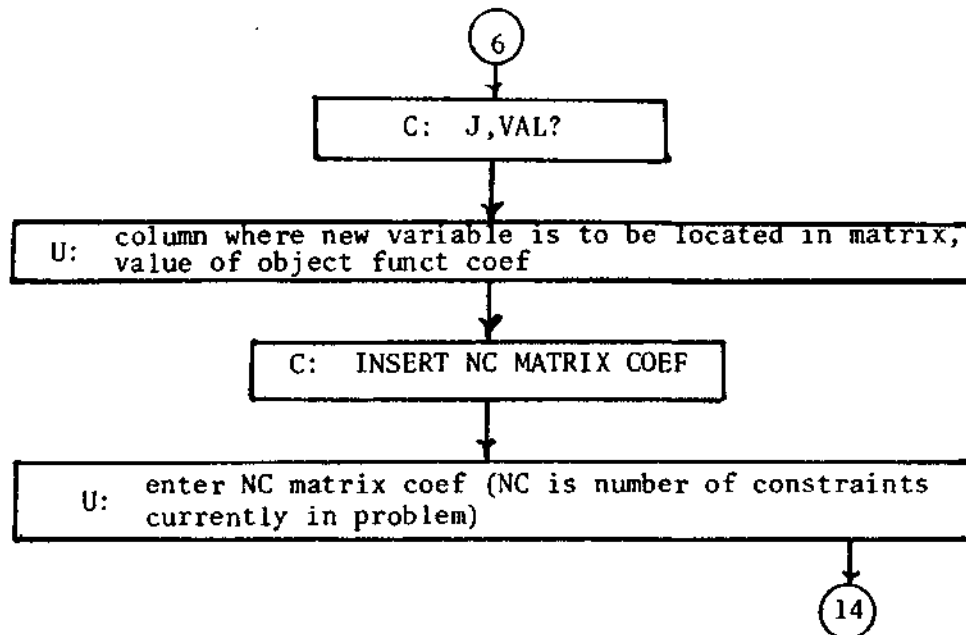 6
C: J,VAL?
U: column where new variable is to be located in matrix,
value of object funct coef
C: INSERT NC MATRIX COEF
U: enter NC matrix coef (NC is number of constraints
currently in problem)
14